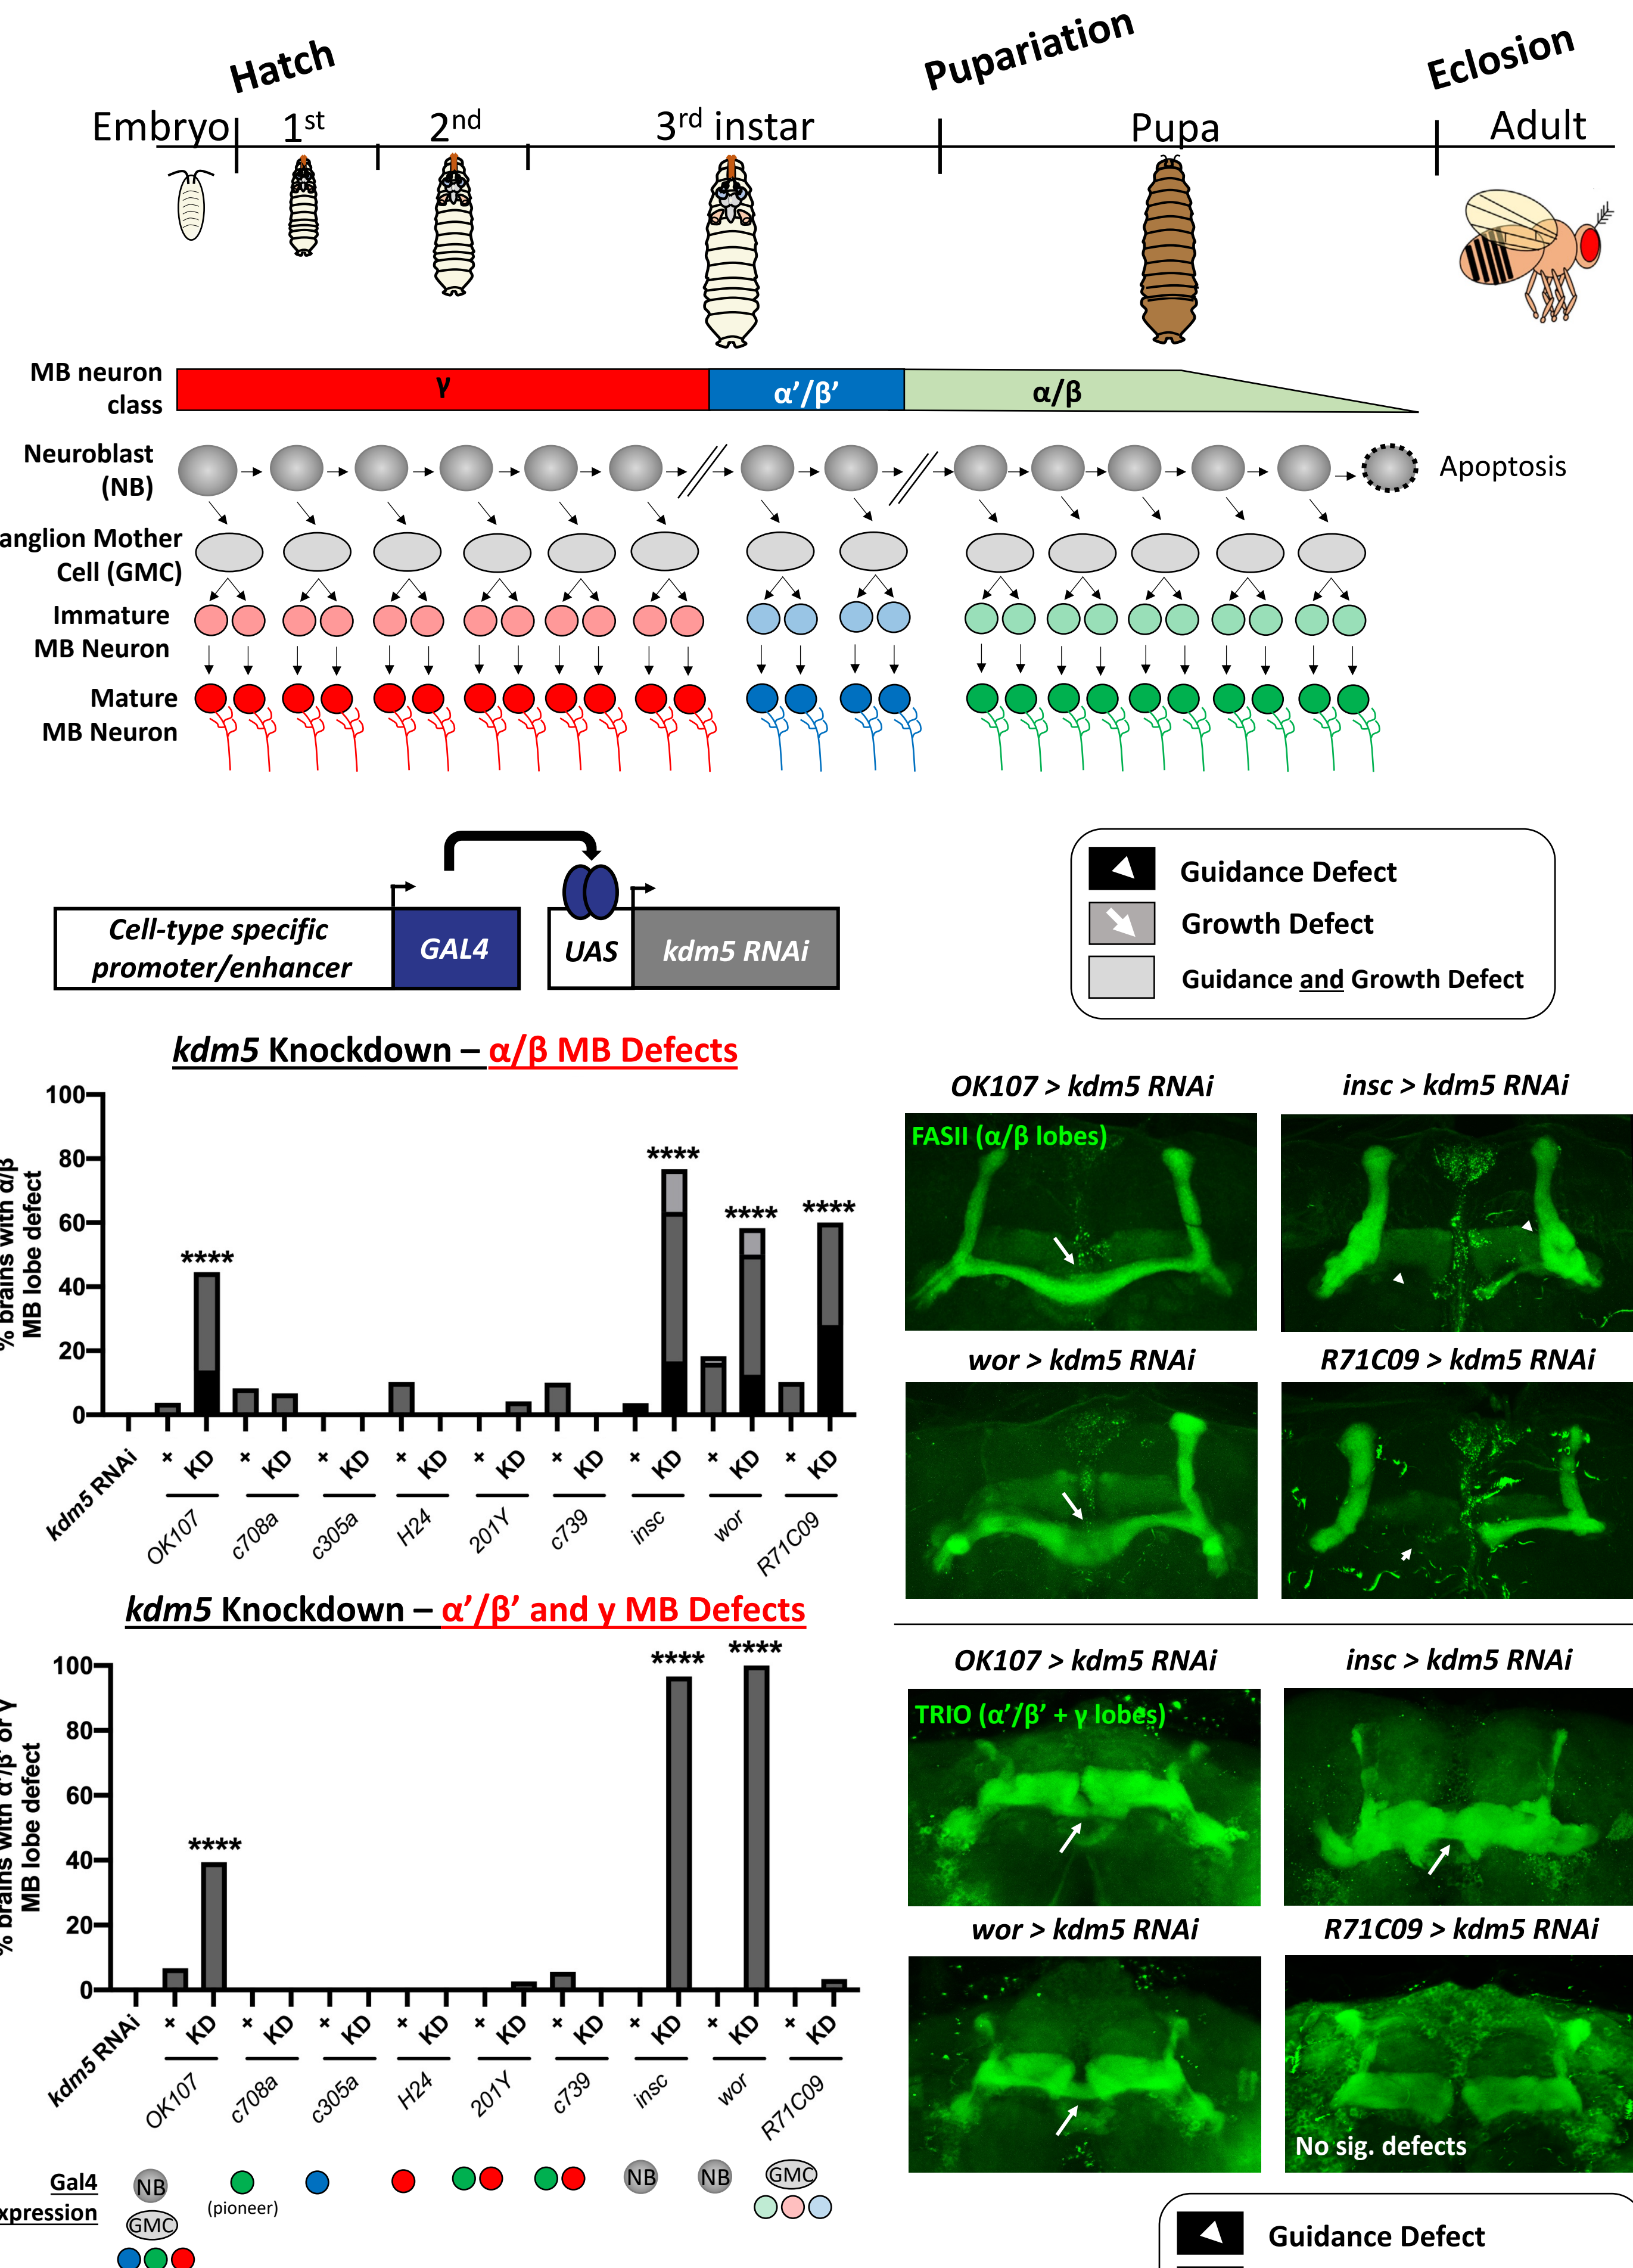 Hatch
Pupariation
Eclosion
Embryo 1st 2nd 3rd instar Pupa Adult
MB neuron
class
γ
α’/β’
α/β
Neuroblast
(NB)
Apoptosis
anglion Mother
Cell (GMC)
Immature
MB Neuron
Mature
MB Neuron
Cell-type specific
promoter/enhancer
GAL4
UAS
kdm5 RNAi
Guidance Defect
Growth Defect
Guidance and Growth Defect
kdm5 Knockdown – α/β MB Defects
% brains with α/β
MB lobe defect
100
80
60
40
20
0
****
****
****
****
kdm5 RNAi
+ KD + KD + KD + KD + KD + KD + KD + KD + KD
OK107 c708a c305a H24 201Y c739 insc wor R71C09
OK107 > kdm5 RNAi
insc > kdm5 RNAi
FASII (α/β lobes)
wor > kdm5 RNAi
R71C09 > kdm5 RNAi
kdm5 Knockdown – α’/β’ and γ MB Defects
% brains with α’/β’ or γ
MB lobe defect
100
80
60
40
20
0
****
****
****
kdm5 RNAi
+ KD + KD + KD + KD + KD + KD + KD + KD + KD
OK107 c708a c305a H24 201Y c739 insc wor R71C09
OK107 > kdm5 RNAi
insc > kdm5 RNAi
TRIO (α’/β’ + γ lobes)
wor > kdm5 RNAi
R71C09 > kdm5 RNAi
No sig. defects
Gal4
xpression
NB
GMC
(pioneer)
NB
NB
GMC
Guidance Defect